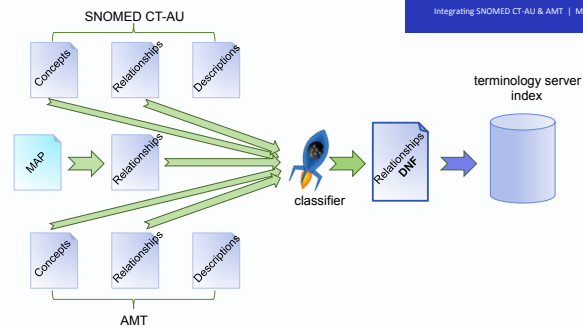 Integrating SNOMED CT-AU & AMT | M
SNOMED CT-AU
Concepts
Relationships
Descriptions
terminology server
index
MAP
Relationships
classifier
Relationships
DNF
Concepts
Relationships
Descriptions
AMT